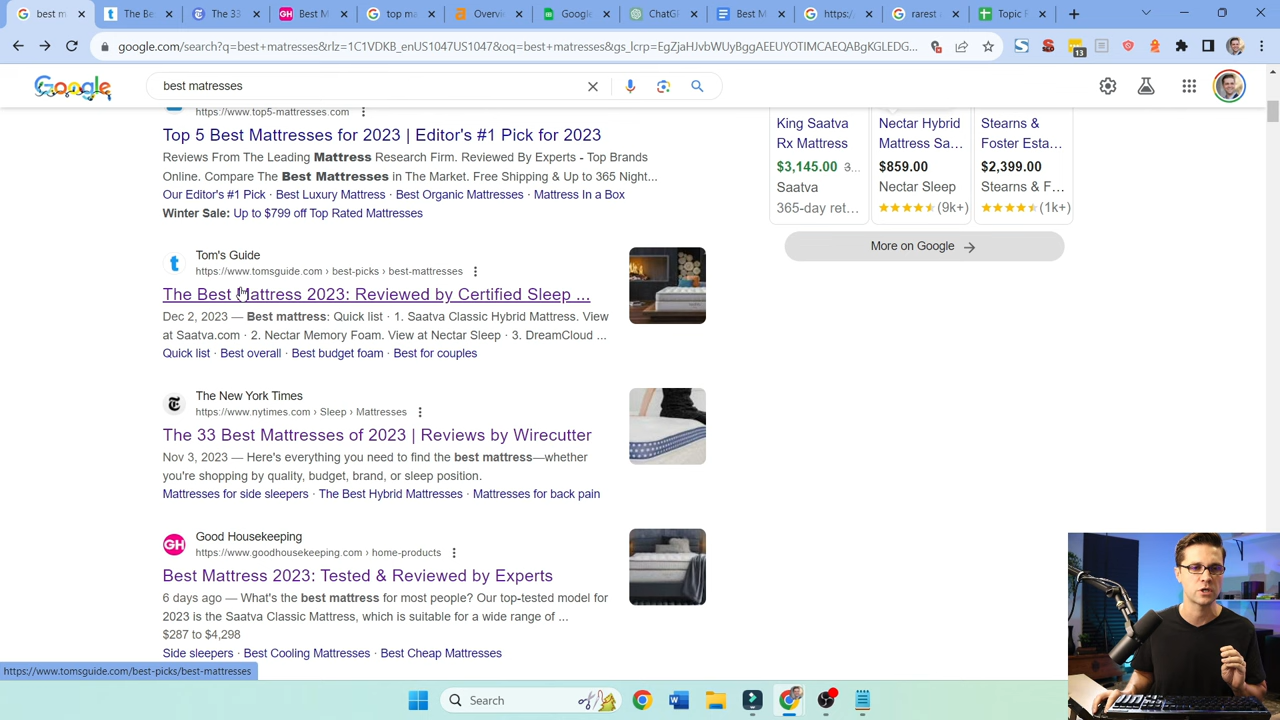 google.com/search?q=best+matresses&rlz=1C1VDKB_enUS1047US1047&oq=best+matresses&gs_lcrp=EgZjaHJvbWUyBggAEEUYOTIMCAEQABgKGLEDG...
13
Google
best matresses
https://www.top5-mattresses.com
Top 5 Best Mattresses for 2023 | Editor's #1 Pick for 2023
Reviews From The Leading Mattress Research Firm. Reviewed By Experts - Top Brands
Online. Compare The Best Mattresses in The Market. Free Shipping & Up to 365 Night...
Our Editor's #1 Pick · Best Luxury Mattress · Best Organic Mattresses · Mattress In a Box
Winter Sale: Up to $799 off Top Rated Mattresses
t
Tom's Guide
https://www.tomsguide.com › best-picks › best-mattresses
The Best Mattress 2023: Reviewed by Certified Sleep ...
Dec 2, 2023 — Best mattress: Quick list · 1. Saatva Classic Hybrid Mattress. View
at Saatva.com · 2. Nectar Memory Foam. View at Nectar Sleep · 3. DreamCloud ...
Quick list · Best overall · Best budget foam · Best for couples
T
The New York Times
https://www.nytimes.com › Sleep › Mattresses
The 33 Best Mattresses of 2023 | Reviews by Wirecutter
Nov 3, 2023 — Here's everything you need to find the best mattress—whether
you're shopping by quality, budget, brand, or sleep position.
Mattresses for side sleepers · The Best Hybrid Mattresses · Mattresses for back pain
GH
Good Housekeeping
https://www.goodhousekeeping.com › home-products
Best Mattress 2023: Tested & Reviewed by Experts
6 days ago — What's the best mattress for most people? Our top-tested model for
2023 is the Saatva Classic Mattress, which is suitable for a wide range of ...
$287 to $4,298
Side sleepers · Best Cooling Mattresses · Best Cheap Mattresses
King Saatva
Rx Mattress
$3,145.00 3...
Saatva
365-day ret...
Nectar Hybrid
Mattress Sa...
$859.00
Nectar Sleep
(9k+)
Stearns &
Foster Esta...
$2,399.00
Stearns & F...
(1k+)
More on Google
https://www.tomsguide.com/best-picks/best-mattresses
Search